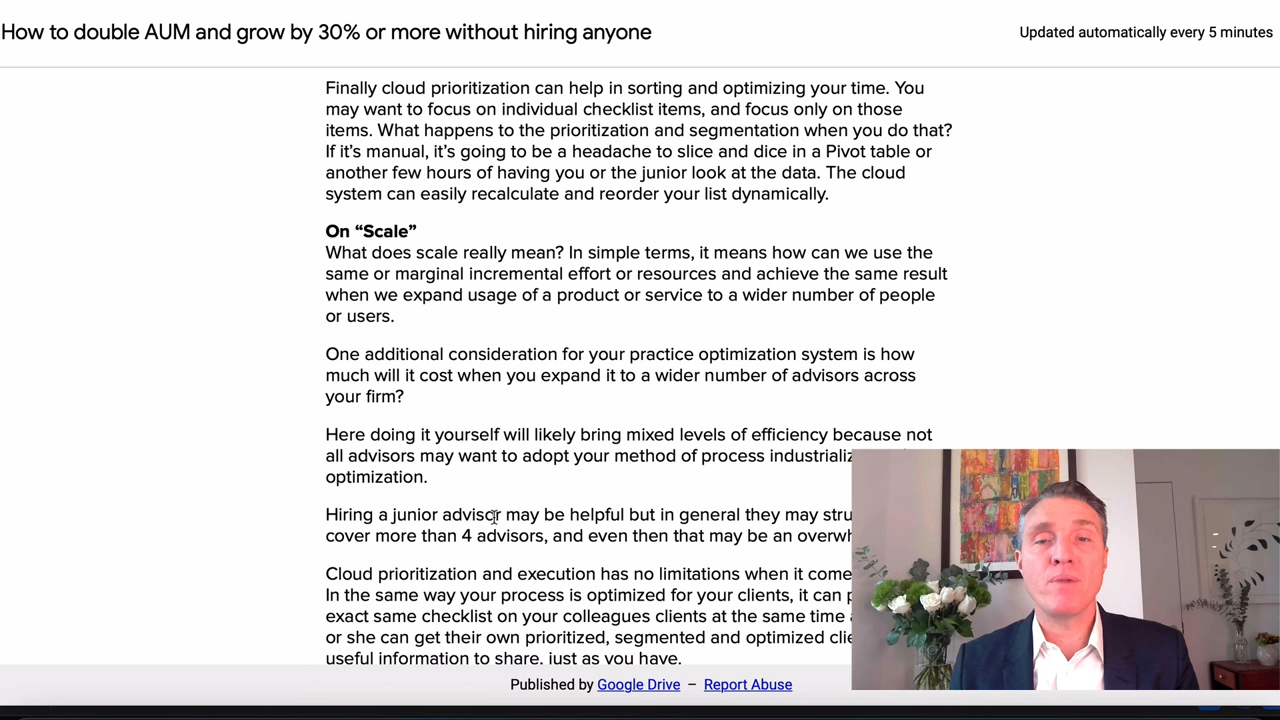 How to double AUM and grow by 30% or more without hiring anyone
Updated automatically every 5 minutes
Finally cloud prioritization can help in sorting and optimizing your time. You
may want to focus on individual checklist items, and focus only on those
items. What happens to the prioritization and segmentation when you do that?
If it’s manual, it’s going to be a headache to slice and dice in a Pivot table or
another few hours of having you or the junior look at the data. The cloud
system can easily recalculate and reorder your list dynamically.
On “Scale”
What does scale really mean? In simple terms, it means how can we use the
same or marginal incremental effort or resources and achieve the same result
when we expand usage of a product or service to a wider number of people
or users.
One additional consideration for your practice optimization system is how
much will it cost when you expand it to a wider number of advisors across
your firm?
Here doing it yourself will likely bring mixed levels of efficiency because not
all advisors may want to adopt your method of process
optimization.
Hiring a junior advisor may be helpful but in general they may
cover more than 4 advisors, and even then that may be an
Cloud prioritization and execution has no limitations when it
In the same way your process is optimized for your clients, it can
exact same checklist on your colleagues clients at the same time
or she can get their own prioritized, segmented and optimized
useful information to share, just as you have.
Published by Google Drive – Report Abuse